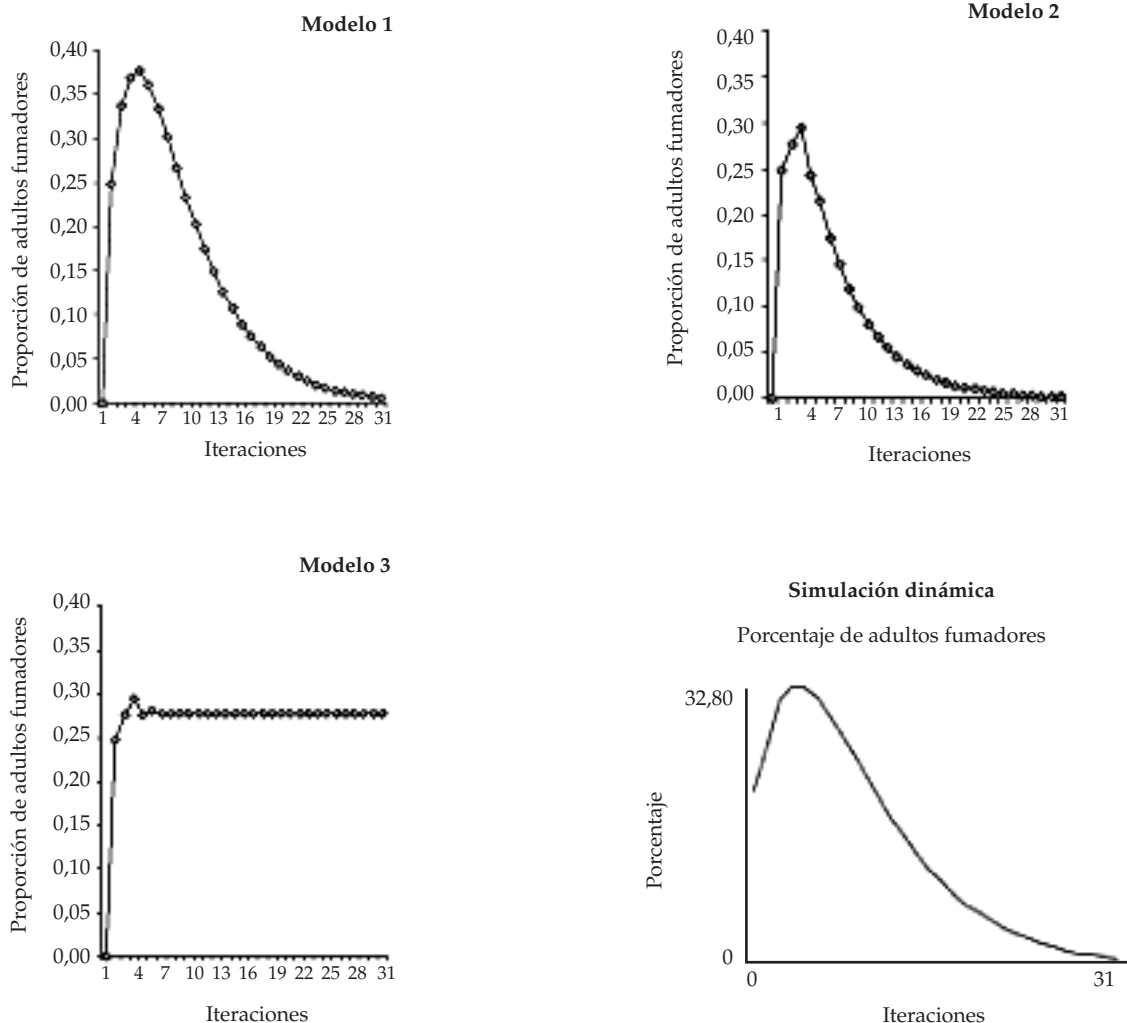 Modelo 1
Proporción de adultos fumadores
0,40
0,35
0,30
0,25
0,20
0,15
0,10
0,05
0,00
1 4 7 10 13 16 19 22 25 28 31
Iteraciones
Modelo 2
Proporción de adultos fumadores
0,40
0,35
0,30
0,25
0,20
0,15
0,10
0,05
0,00
1 4 7 10 13 16 19 22 25 28 31
Iteraciones
Modelo 3
Proporción de adultos fumadores
0,40
0,35
0,30
0,25
0,20
0,15
0,10
0,05
0,00
1 4 7 10 13 16 19 22 25 28 31
Iteraciones
Simulación dinámica
Porcentaje de adultos fumadores
Porcentaje
32,80
0
0 31
Iteraciones